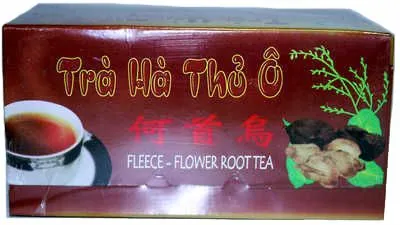 Trà Hà Thủ Ô
何首烏
FLEECE - FLOWER ROOT TEA